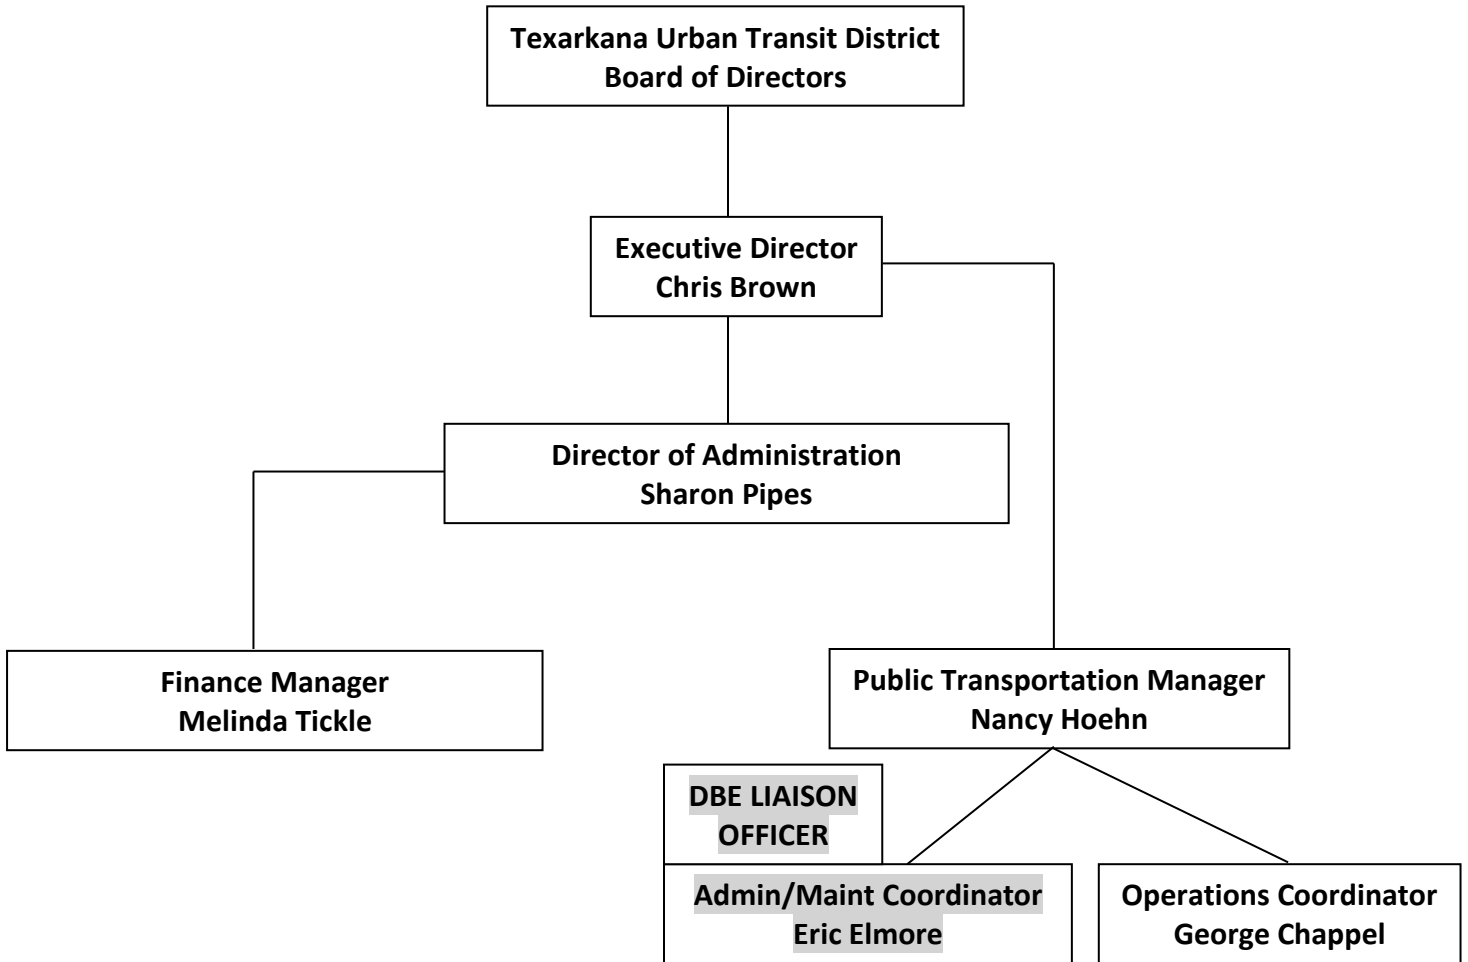 Texarkana Urban Transit District
Board of Directors
Executive Director
Chris Brown
Director of Administration
Sharon Pipes
Finance Manager
Melinda Tickle
Public Transportation Manager
Nancy Hoehn
DBE LIAISON
OFFICER
Admin/Maint Coordinator
Eric Elmore
Operations Coordinator
George Chappel